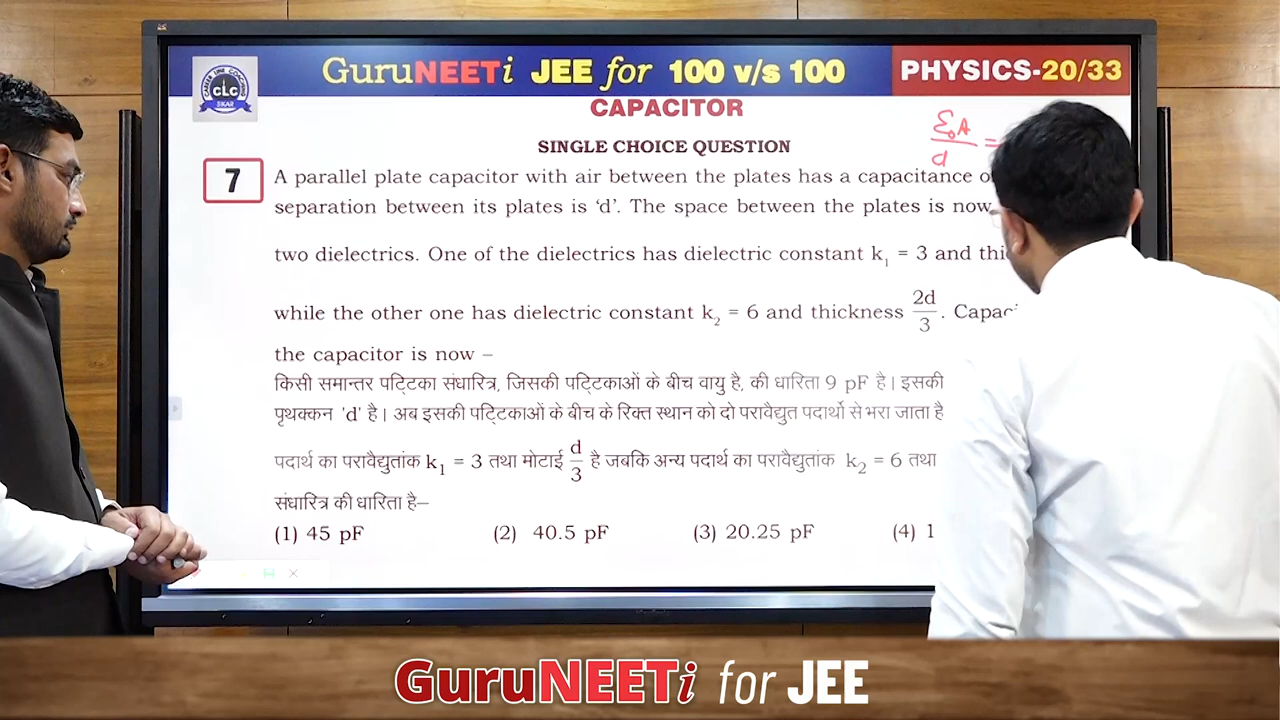 GuruNEETi JEE for 100 v/s 100
PHYSICS-20/33
CAREER LINE COACHING
CLC
SIKAR
CAPACITOR
ε₀A
d
=
SINGLE CHOICE QUESTION
7
A parallel plate capacitor with air between the plates has a capacitance
separation between its plates is ‘d’. The space between the plates is now
two dielectrics. One of the dielectrics has dielectric constant k₁ = 3 and
while the other one has dielectric constant k₂ = 6 and thickness 2d/3.
the capacitor is now –
किसी समान्तर पट्टिका संधारित्र, जिसकी पट्टिकाओं के बीच वायु है, की धारिता 9 pF है। इसकी
पृथक्कन 'd' है। अब इसकी पट्टिकाओं के बीच के रिक्त स्थान को दो परावैद्युत पदार्थो से भरा जाता है
पदार्थ का परावैद्युतांक k₁ = 3 तथा मोटाई d/3 है जबकि अन्य पदार्थ का परावैद्युतांक k₂ = 6 तथा
संधारित्र की धारिता है–
(1) 45 pF (2) 40.5 pF (3) 20.25 pF (4) 1
GuruNEETi for JEE